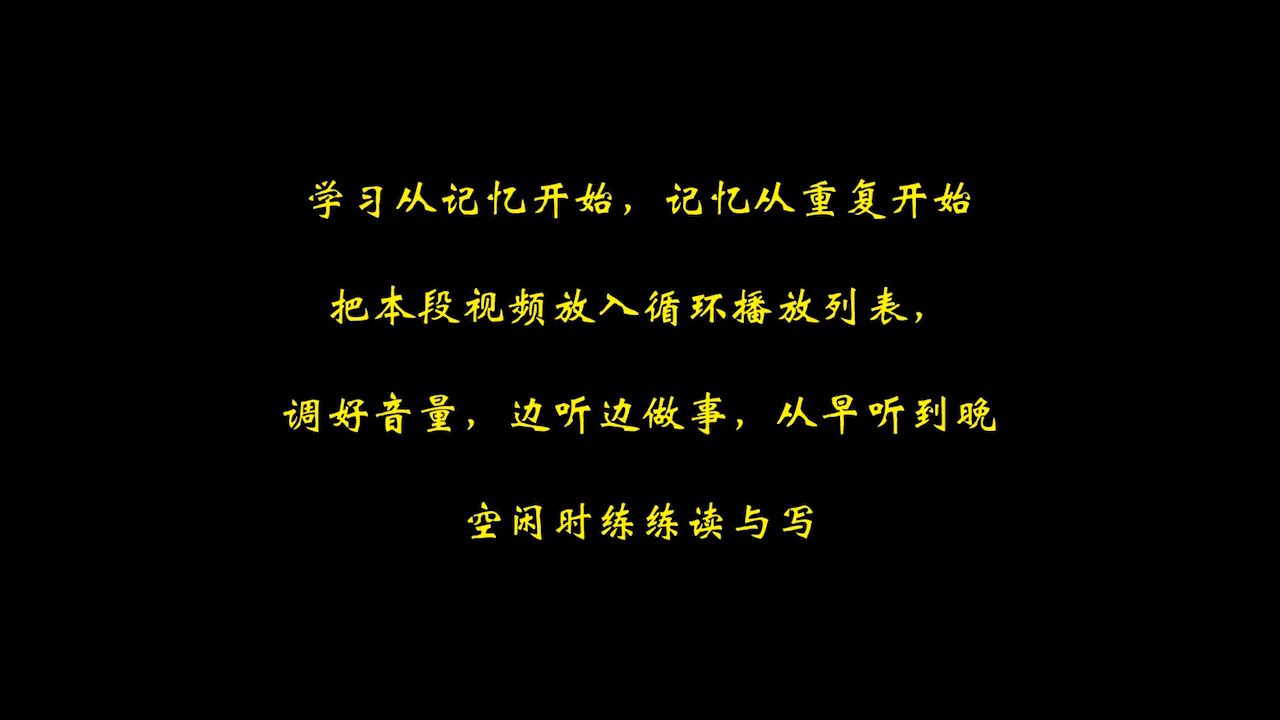 学习从记忆开始，记忆从重复开始
把本段视频放入循环播放列表，
调好音量，边听边做事，从早听到晚
空闲时练练读与写